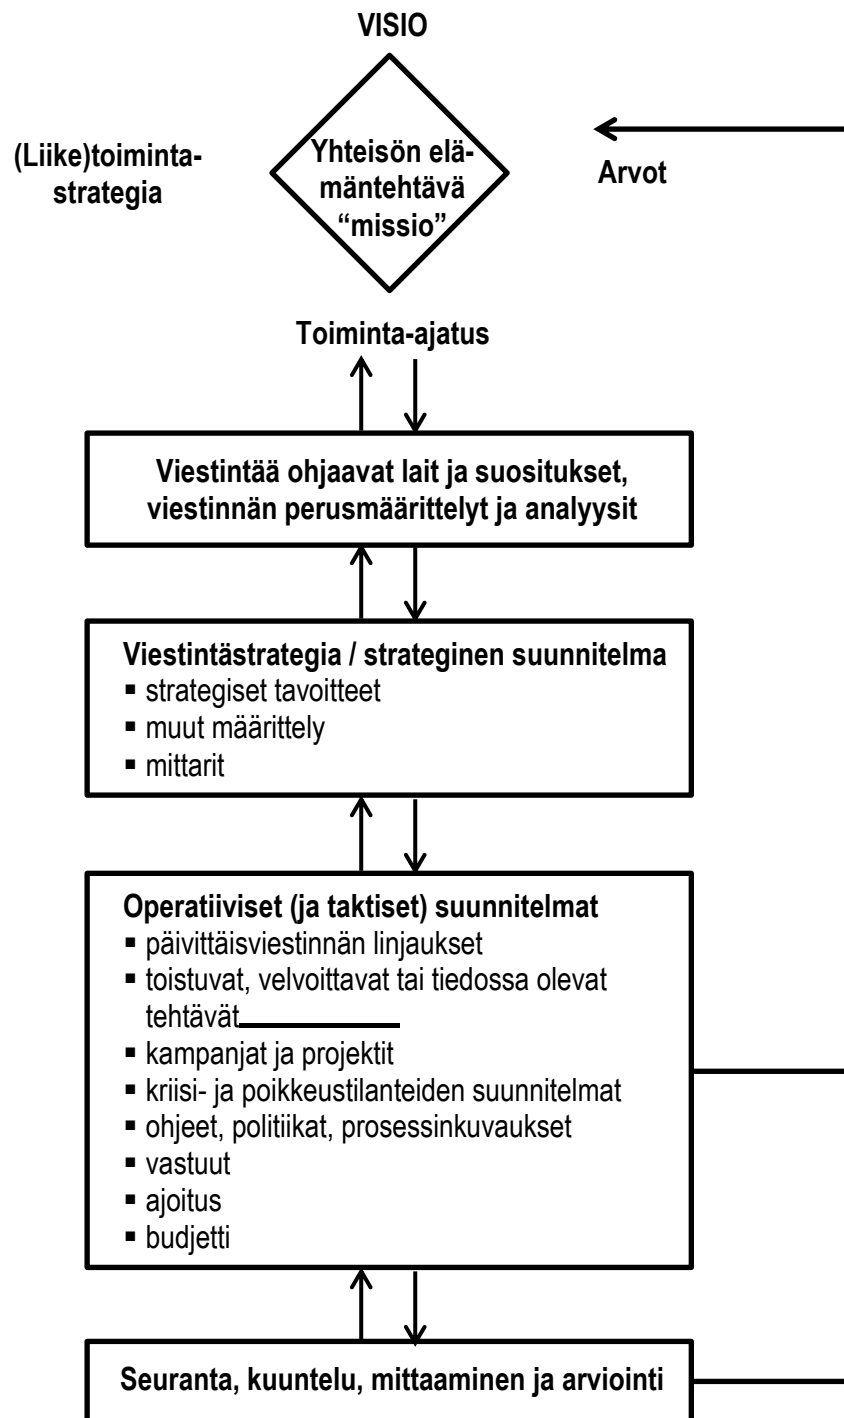 VISIO
(Liike)toiminta-
strategia
Yhteisön elä-
mäntehtävä
“missio”
Arvot
Toiminta-ajatus
Viestintää ohjaavat lait ja suositukset,
viestinnän perusmäärittelyt ja analyysit
Viestintästrategia / strateginen suunnitelma
▪ strategiset tavoitteet
▪ muut määrittely
▪ mittarit
Operatiiviset (ja taktiset) suunnitelmat
▪ päivittäisviestinnän linjaukset
▪ toistuvat, velvoittavat tai tiedossa olevat
tehtävät
▪ kampanjat ja projektit
▪ kriisi- ja poikkeustilanteiden suunnitelmat
▪ ohjeet, politiikat, prosessinkuvaukset
▪ vastuut
▪ ajoitus
▪ budjetti
Seuranta, kuuntelu, mittaaminen ja arviointi